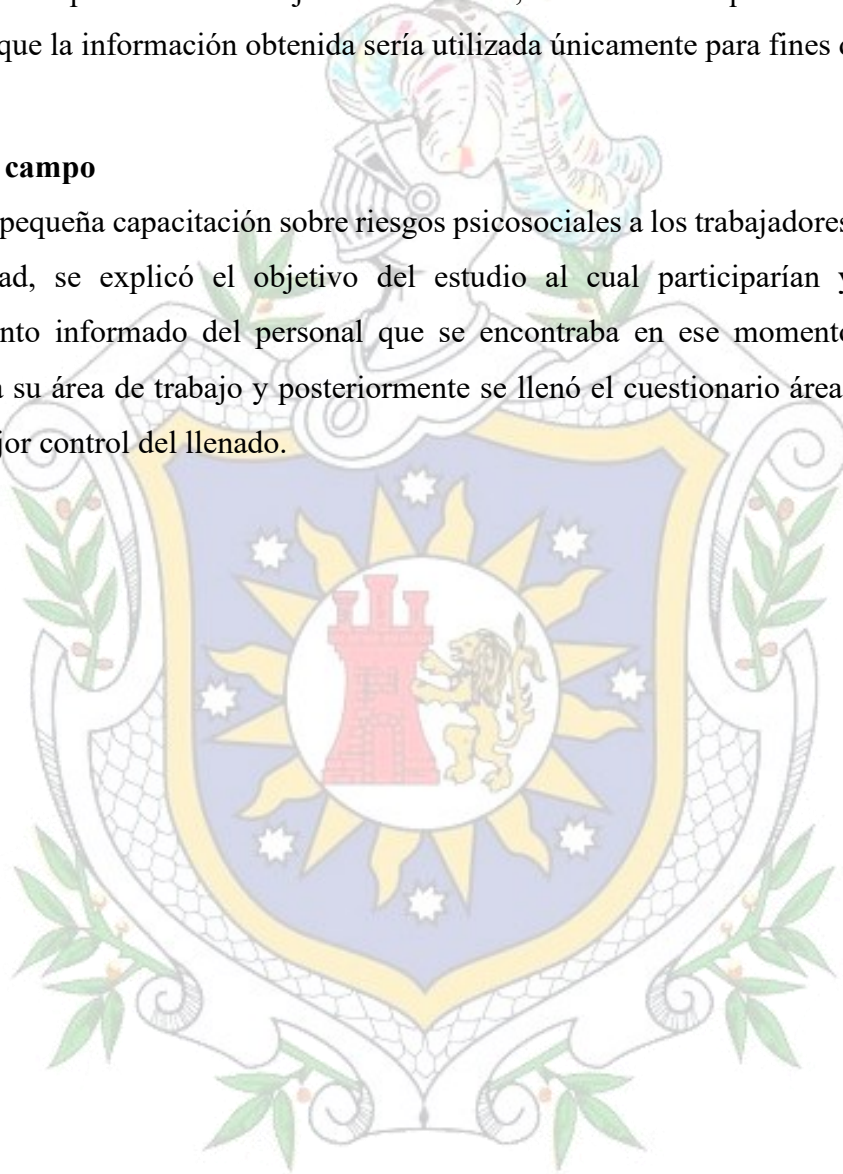 que la información obtenida sería utilizada únicamente para fines
campo
pequeña capacitación sobre riesgos psicosociales a los trabajadores
ad, se explicó el objetivo del estudio al cual participarían y
nto informado del personal que se encontraba en ese momento
a su área de trabajo y posteriormente se llenó el cuestionario área
jor control del llenado.